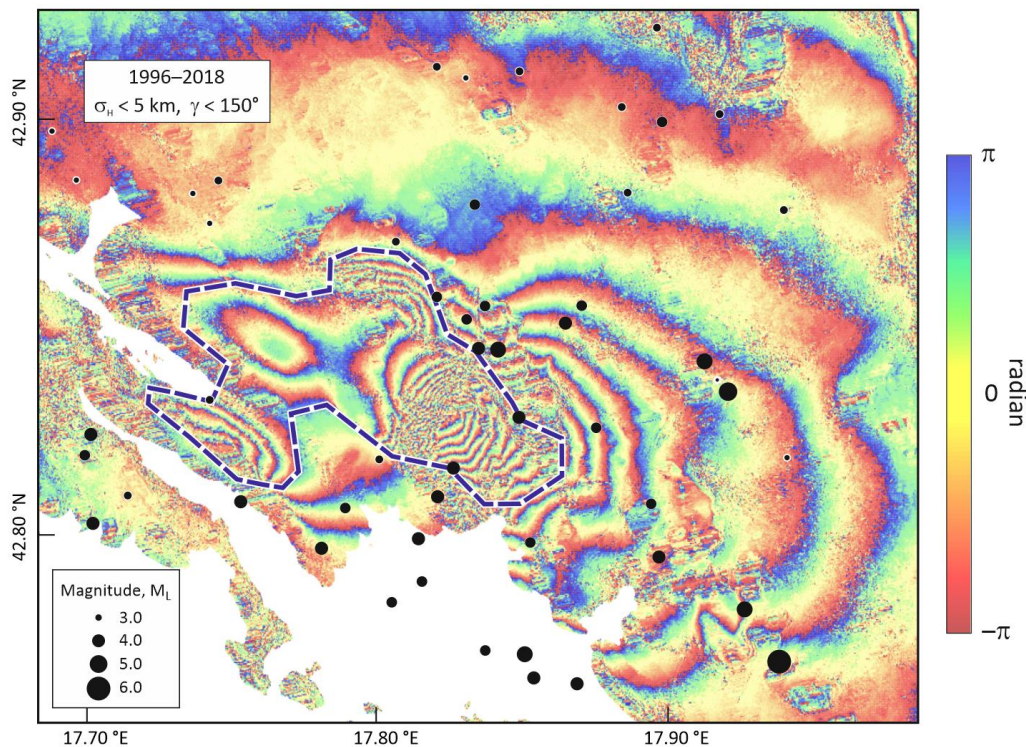 1996–2018
σH < 5 km, γ < 150°
42.90 °N
42.80 °N
Magnitude, ML
3.0
4.0
5.0
6.0
17.70 °E
17.80 °E
17.90 °E
π
0
–π
radian